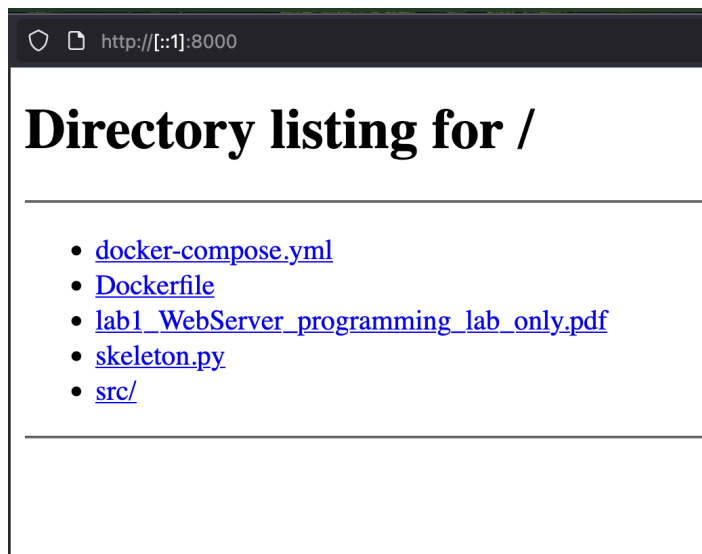 http://[::1]:8000
Directory listing for /
docker-compose.yml
Dockerfile
lab1_WebServer_programming_lab_only.pdf
skeleton.py
src/